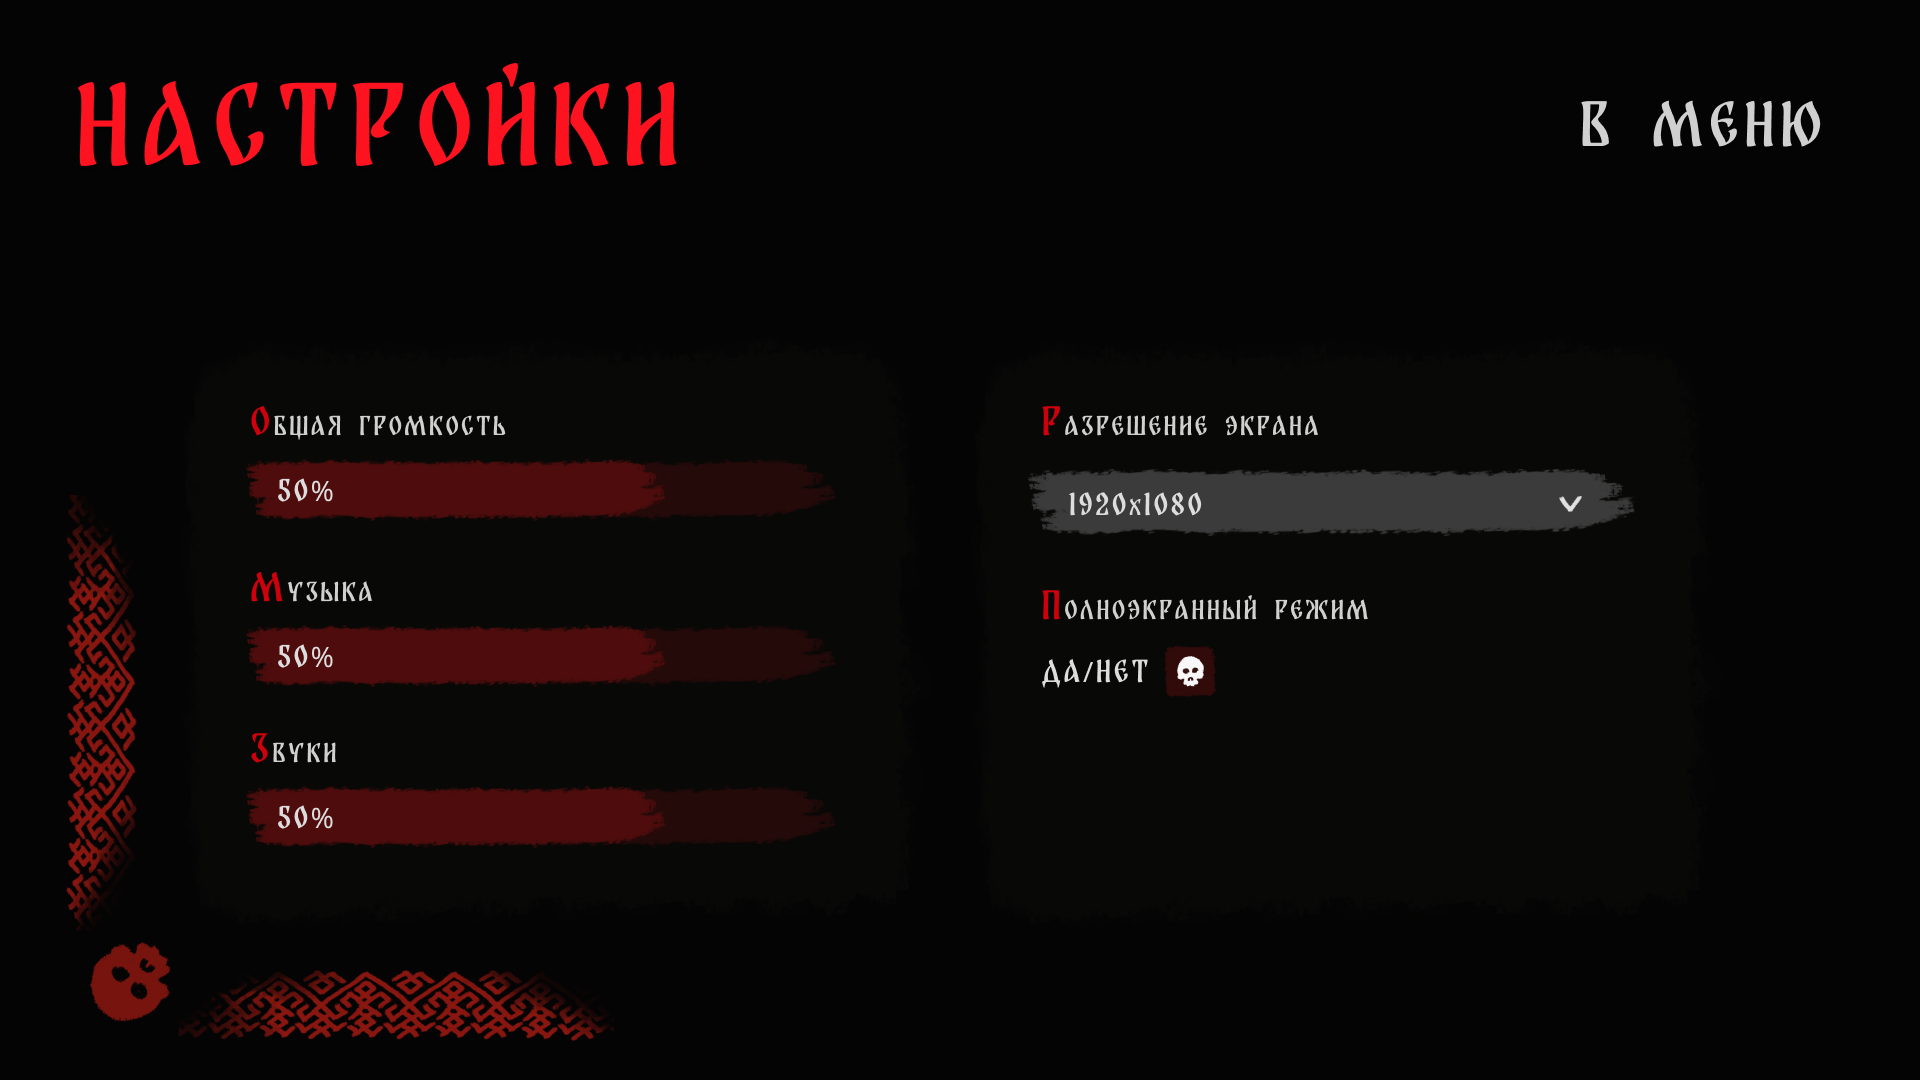 НАСТРОЙКИ
В МЕНЮ
Общая громкость
50%
Музыка
50%
Звуки
50%
Разрешение экрана
1920x1080
Полноэкранный режим
ДА/НЕТ